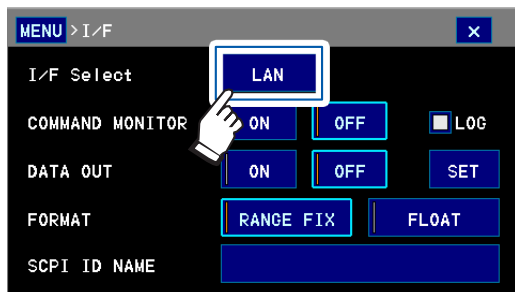 MENU >I/F ×
I/F Select LAN
COMMAND MONITOR ON OFF LOG
DATA OUT ON OFF SET
FORMAT RANGE FIX FLOAT
SCPI ID NAME